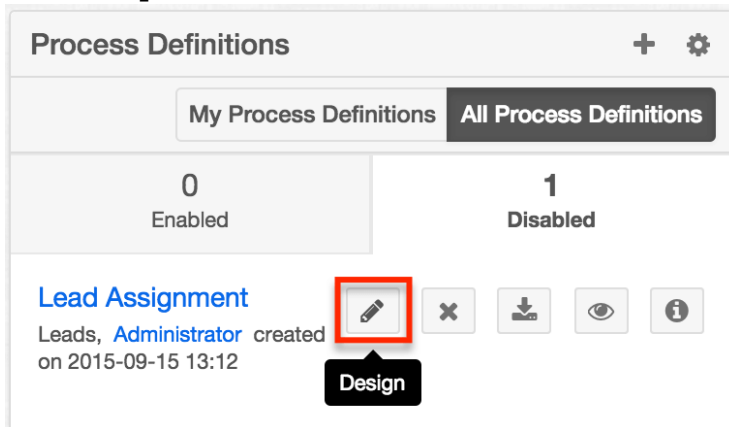 Process Definitions
My Process Definitions All Process Definitions
0 1
Enabled Disabled
Lead Assignment
Leads, Administrator created
on 2015-09-15 13:12
Design